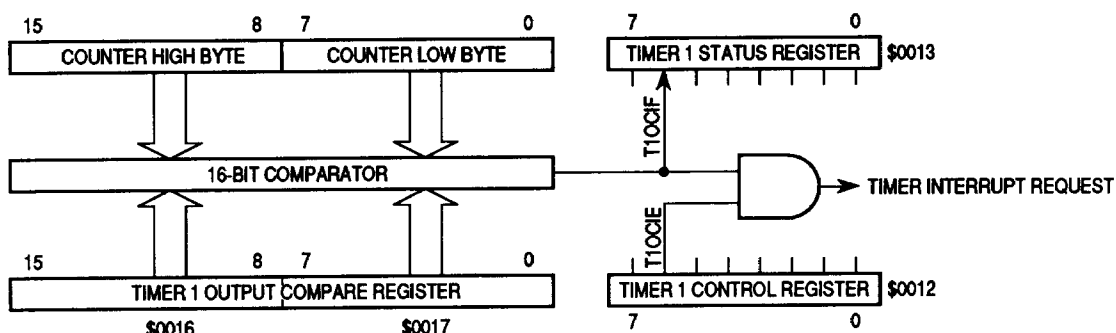 15 8 7 0
COUNTER HIGH BYTE COUNTER LOW BYTE
16-BIT COMPARATOR
15 8 7 0
TIMER 1 OUTPUT COMPARE REGISTER
$0016 $0017
7 0
TIMER 1 STATUS REGISTER $0013
T1OCIF
TIMER INTERRUPT REQUEST
T1OCIE
TIMER 1 CONTROL REGISTER $0012
7 0